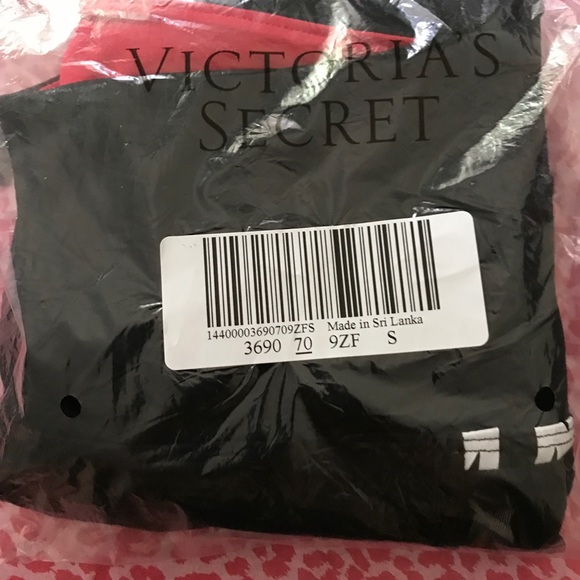 VICTORIA'S
SECRET
14400003690709ZFS Made in Sri Lanka
3690 70 9ZF S